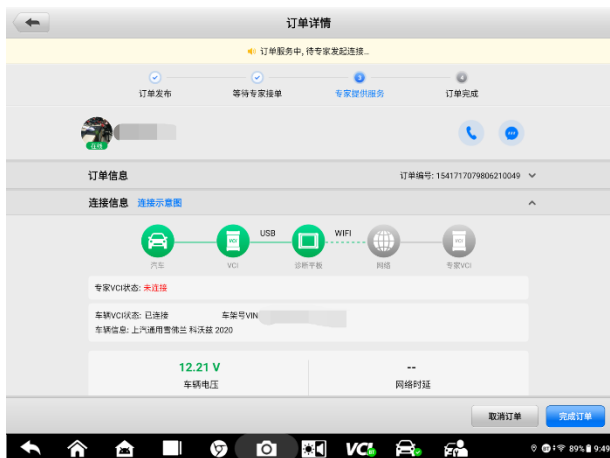 订单详情
订单服务中, 待专家发起连接...
3
4
订单发布
等待专家接单
专家提供服务
订单完成
在线
订单信息
订单编号: 1541717079806210049
连接信息 连接示意图
VCI
USB
WIFI
VCI
汽车
VCI
诊断平板
网络
专家VCI
专家VCI状态: 未连接
车辆VCI状态: 已连接 车架号VIN
车辆信息: 上汽通用雪佛兰 科沃兹 2020
12.21 V
--
车辆电压
网络时延
取消订单
完成订单
VCI
89% 9:49